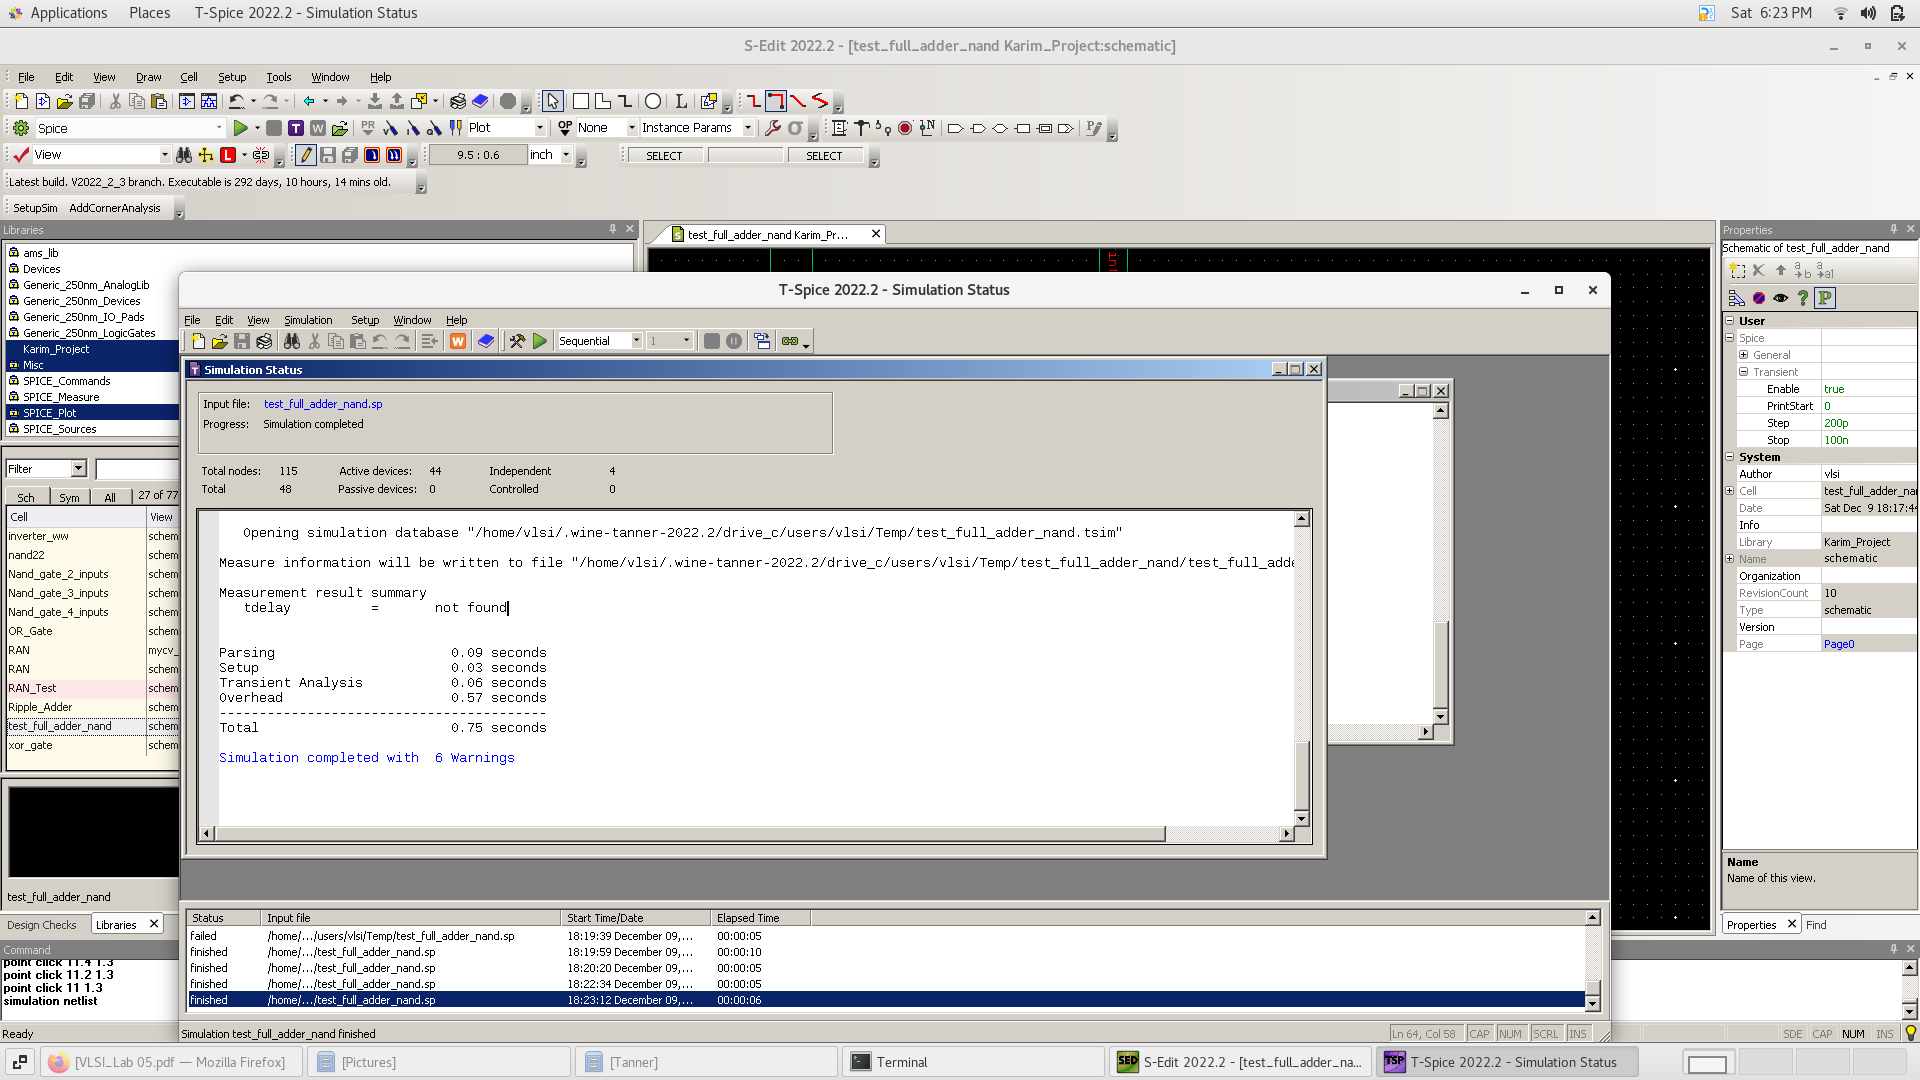 Applications Places T-Spice 2022.2 - Simulation Status Sat 6:23 PM
S-Edit 2022.2 - [test_full_adder_nand Karim_Project:schematic]
File Edit View Draw Cell Setup Tools Window Help
Spice Plot None Instance Params
View 9.5 : 0.6 inch SELECT SELECT
Latest build. V2022_2_3 branch. Executable is 292 days, 10 hours, 14 mins old.
SetupSim AddCornerAnalysis
Libraries
ams_lib
Devices
Generic_250nm_AnalogLib
Generic_250nm_Devices
Generic_250nm_IO_Pads
Generic_250nm_LogicGates
Karim_Project
Misc
SPICE_Commands
SPICE_Measure
SPICE_Plot
SPICE_Sources
Filter
Sch Sym All 27 of 77
Cell View
inverter_ww schem
nand22 schem
Nand_gate_2_inputs schem
Nand_gate_3_inputs schem
Nand_gate_4_inputs schem
OR_Gate schem
RAN mycv_
RAN schem
RAN_Test schem
Ripple_Adder schem
test_full_adder_nand schem
xor_gate schem
test_full_adder_nand
Design Checks Libraries
Command
point click 11.4 1.3
point click 11.2 1.3
point click 11 1.3
simulation netlist
Ready
test_full_adder_nand Karim_Pr...
T-Spice 2022.2 - Simulation Status
File Edit View Simulation Setup Window Help
Sequential 1
Simulation Status
Input file: test_full_adder_nand.sp
Progress: Simulation completed
Total nodes: 115 Active devices: 44 Independent 4
Total 48 Passive devices: 0 Controlled 0
Opening simulation database "/home/vlsi/.wine-tanner-2022.2/drive_c/users/vlsi/Temp/test_full_adder_nand.tsim"
Measure information will be written to file "/home/vlsi/.wine-tanner-2022.2/drive_c/users/vlsi/Temp/test_full_adder_nand/test_full_adde
Measurement result summary
tdelay = not found
Parsing 0.09 seconds
Setup 0.03 seconds
Transient Analysis 0.06 seconds
Overhead 0.57 seconds
-----------------------------------------
Total 0.75 seconds
Simulation completed with 6 Warnings
Status Input file Start Time/Date Elapsed Time
failed /home/.../users/vlsi/Temp/test_full_adder_nand.sp 18:19:39 December 09,... 00:00:05
finished /home/.../test_full_adder_nand.sp 18:19:59 December 09,... 00:00:10
finished /home/.../test_full_adder_nand.sp 18:20:20 December 09,... 00:00:05
finished /home/.../test_full_adder_nand.sp 18:22:34 December 09,... 00:00:05
finished /home/.../test_full_adder_nand.sp 18:23:12 December 09,... 00:00:06
Simulation test_full_adder_nand finished Ln 64, Col 58 CAP NUM SCRL INS
Properties
Schematic of test_full_adder_nand
User
Spice
General
Transient
Enable true
PrintStart 0
Step 200p
Stop 100n
System
Author vlsi
Cell test_full_adder_nan
Date Sat Dec 9 18:17:44
Info
Library Karim_Project
Name schematic
Organization
RevisionCount 10
Type schematic
Version
Page Page0
Name
Name of this view.
Properties Find
SDE CAP NUM INS
[VLSI_Lab 05.pdf — Mozilla Firefox] [Pictures] [Tanner] Terminal S-Edit 2022.2 - [test_full_adder_na... T-Spice 2022.2 - Simulation Status